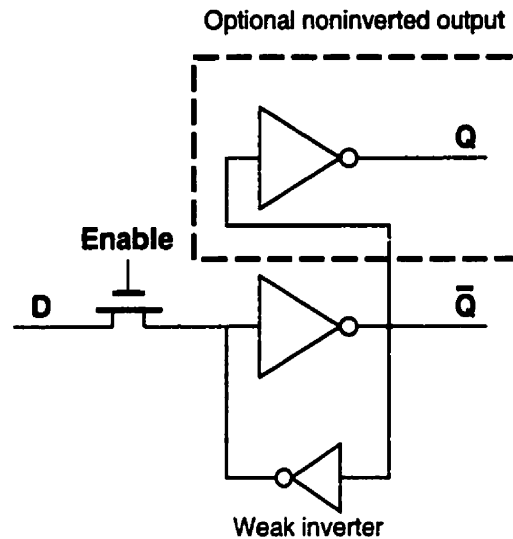 Optional noninverted output
Q
Enable
D
Q̅
Weak inverter